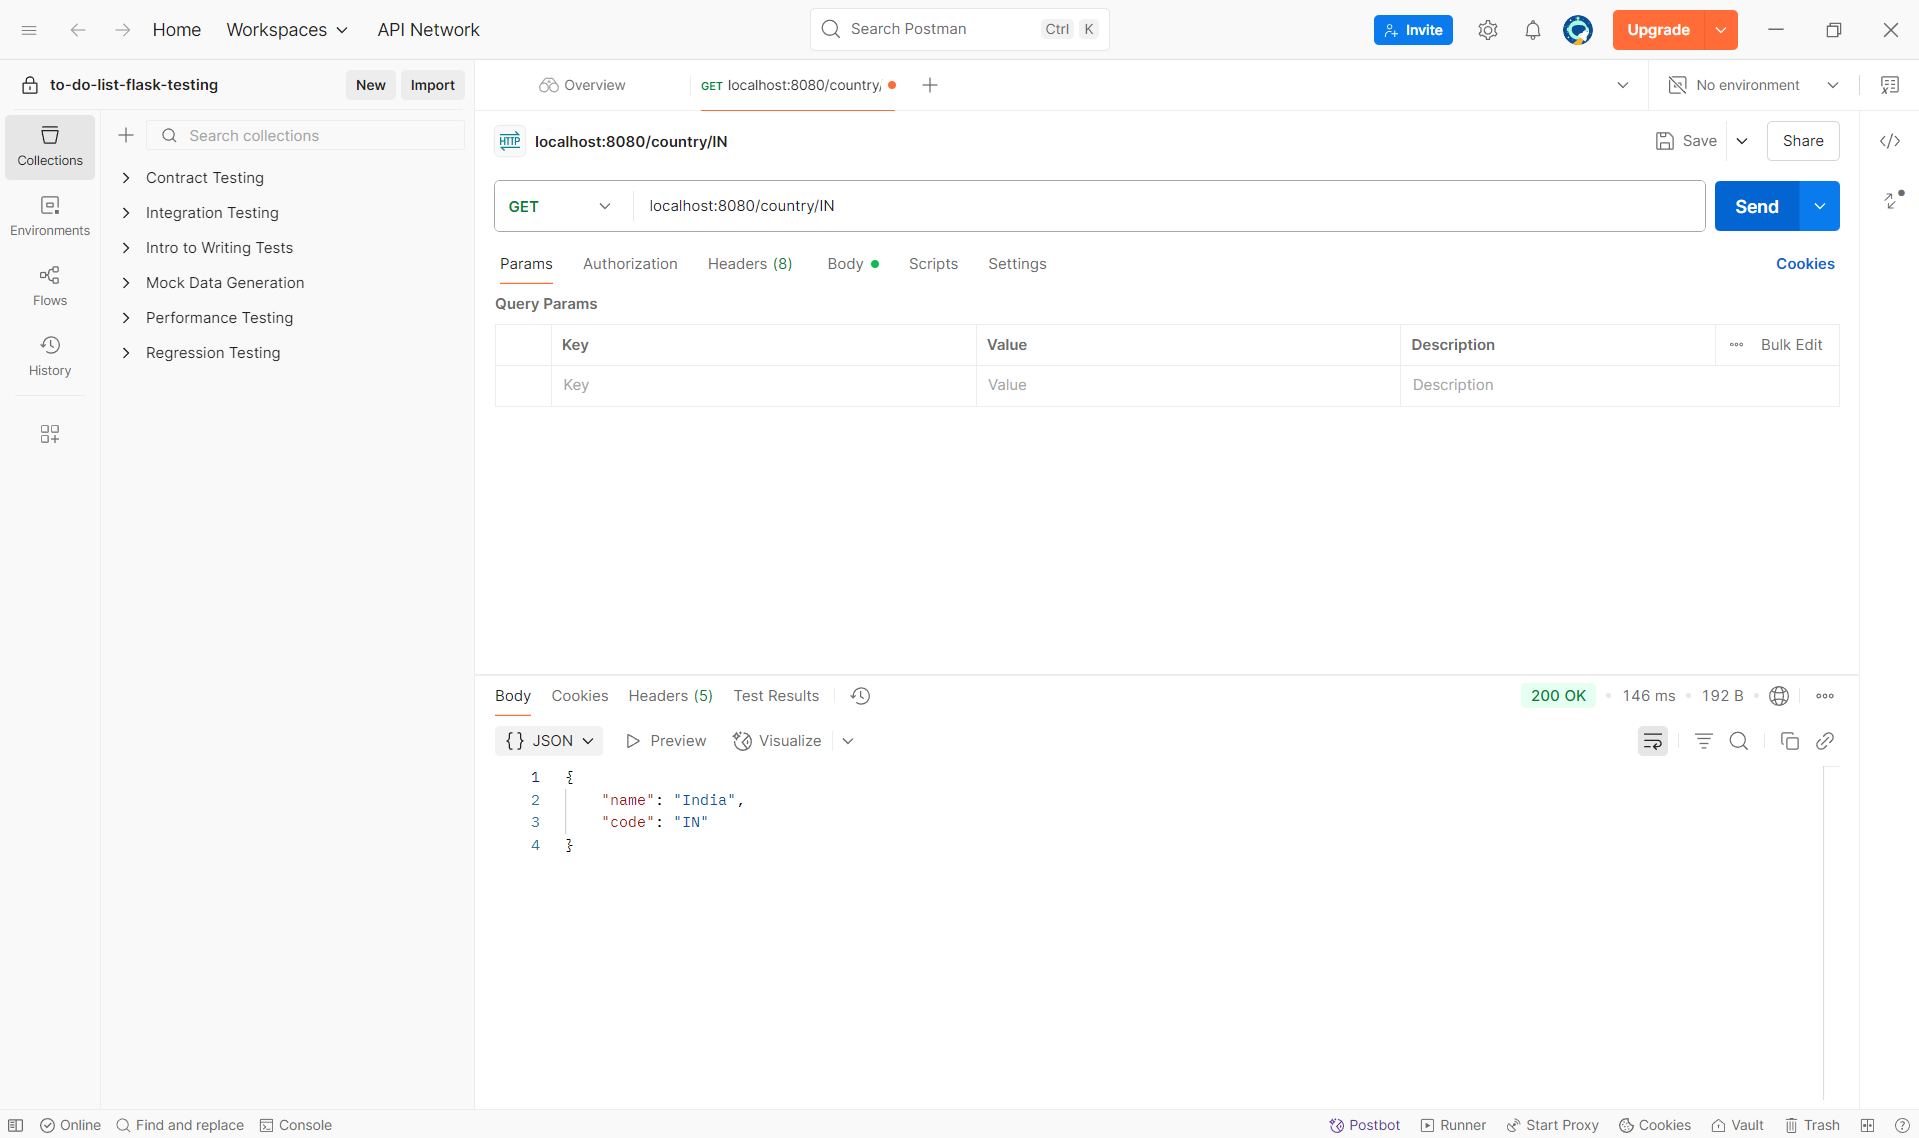 Home Workspaces API Network Search Postman Ctrl K Invite Upgrade
to-do-list-flask-testing New Import Overview GET localhost:8080/country/ No environment
Search collections
Collections
Environments
Flows
History
Contract Testing
Integration Testing
Intro to Writing Tests
Mock Data Generation
Performance Testing
Regression Testing
HTTP localhost:8080/country/IN Save Share
GET localhost:8080/country/IN Send
Params Authorization Headers (8) Body Scripts Settings Cookies
Query Params
Key Value Description Bulk Edit
Key Value Description
Body Cookies Headers (5) Test Results 200 OK 146 ms 192 B
{} JSON Preview Visualize
1 {
2 "name": "India",
3 "code": "IN"
4 }
Online Find and replace Console Postbot Runner Start Proxy Cookies Vault Trash